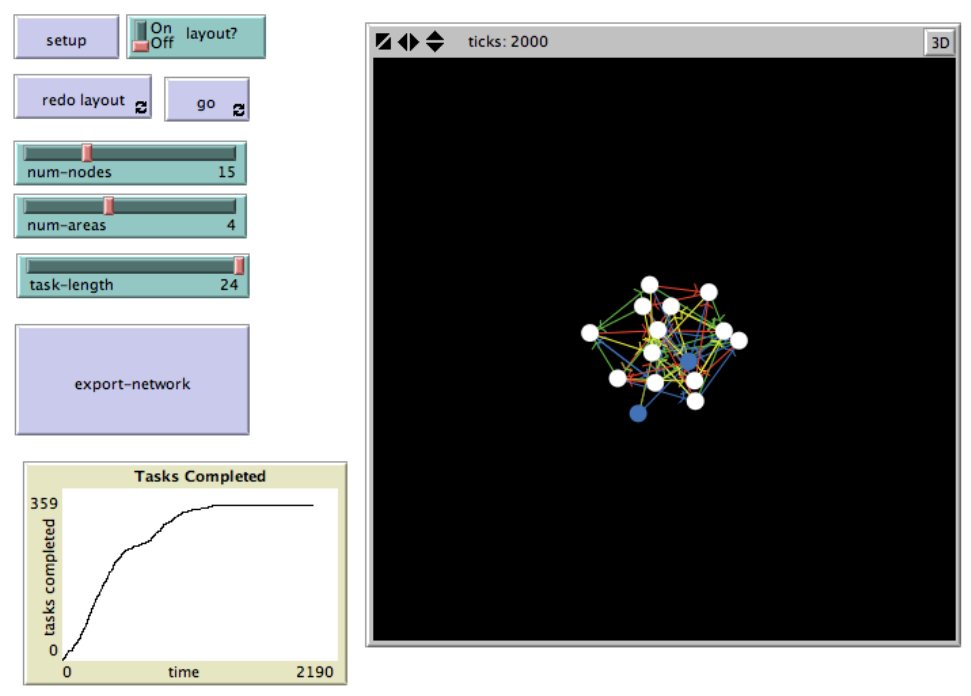 setup
On
Off
layout?
redo layout
go
num-nodes 15
num-areas 4
task-length 24
export-network
Tasks Completed
359
tasks completed
0
0 time 2190
ticks: 2000
3D